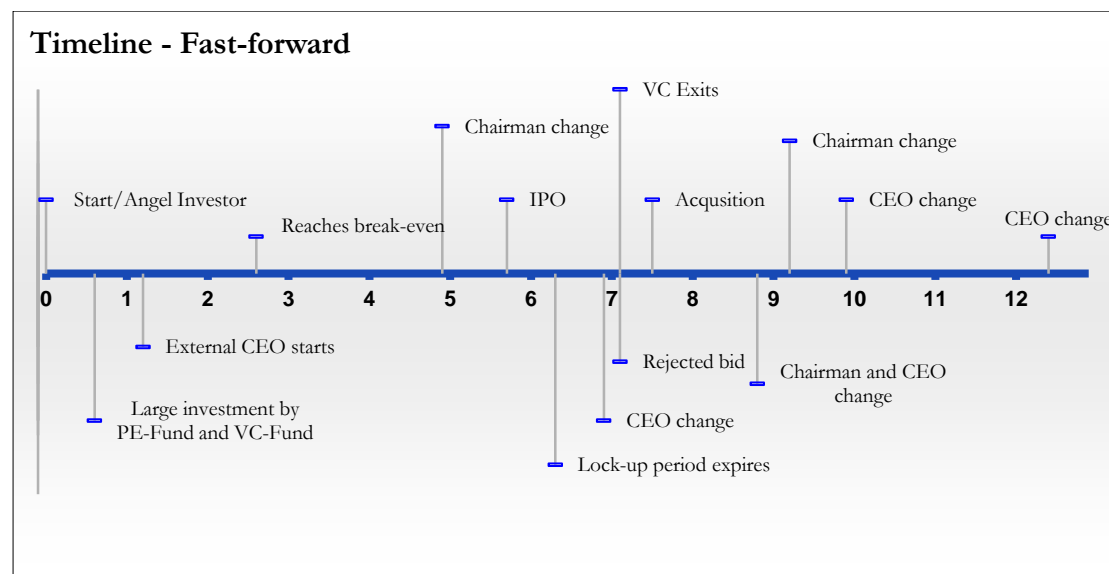 Timeline - Fast-forward
VC Exits
Chairman change
Chairman change
Start/Angel Investor
IPO
Acqusition
CEO change
Reaches break-even
CEO change
0 1 2 3 4 5 6 7 8 9 10 11 12
External CEO starts
Rejected bid
Chairman and CEO
change
Large investment by
PE-Fund and VC-Fund
CEO change
Lock-up period expires